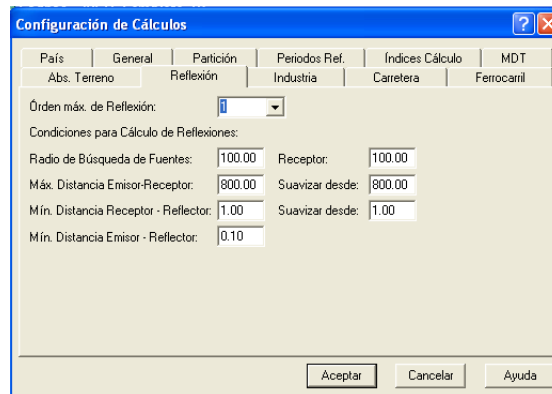 Configuración de Cálculos
País General Partición Periodos Ref. Índices Cálculo MDT
Abs. Terreno Reflexión Industria Carretera Ferrocarril
Órden máx. de Reflexión: 1
Condiciones para Cálculo de Reflexiones:
Radio de Búsqueda de Fuentes: 100.00 Receptor: 100.00
Máx. Distancia Emisor-Receptor: 800.00 Suavizar desde: 800.00
Mín. Distancia Receptor - Reflector: 1.00 Suavizar desde: 1.00
Mín. Distancia Emisor - Reflector: 0.10
Aceptar Cancelar Ayuda